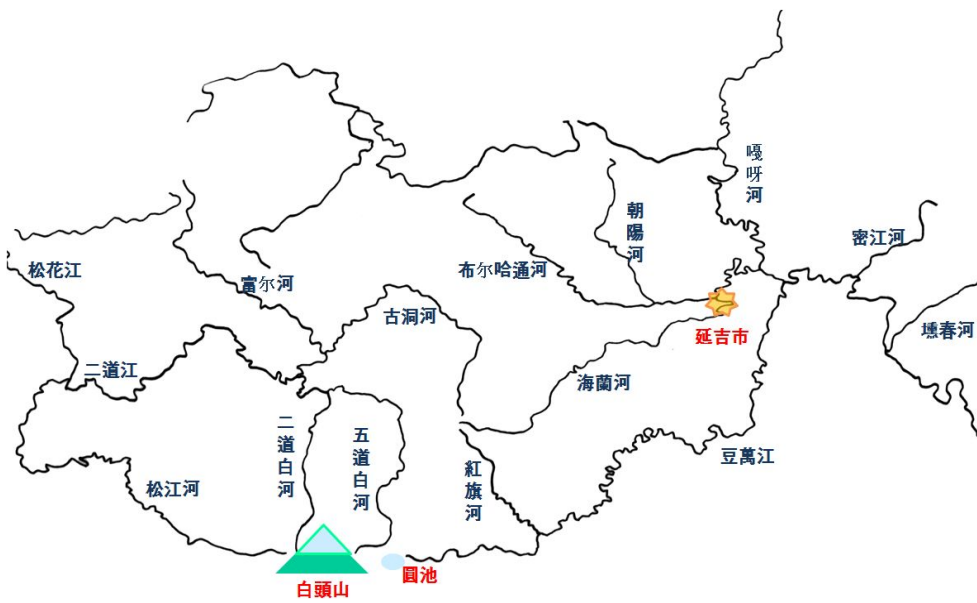 嘎呀河
朝陽河
密江河
松花江
富尔河
布尔哈通河
古洞河
延吉市
壎春河
二道江
海蘭河
二道白河
五道白河
紅旗河
豆萬江
松江河
圓池
白頭山